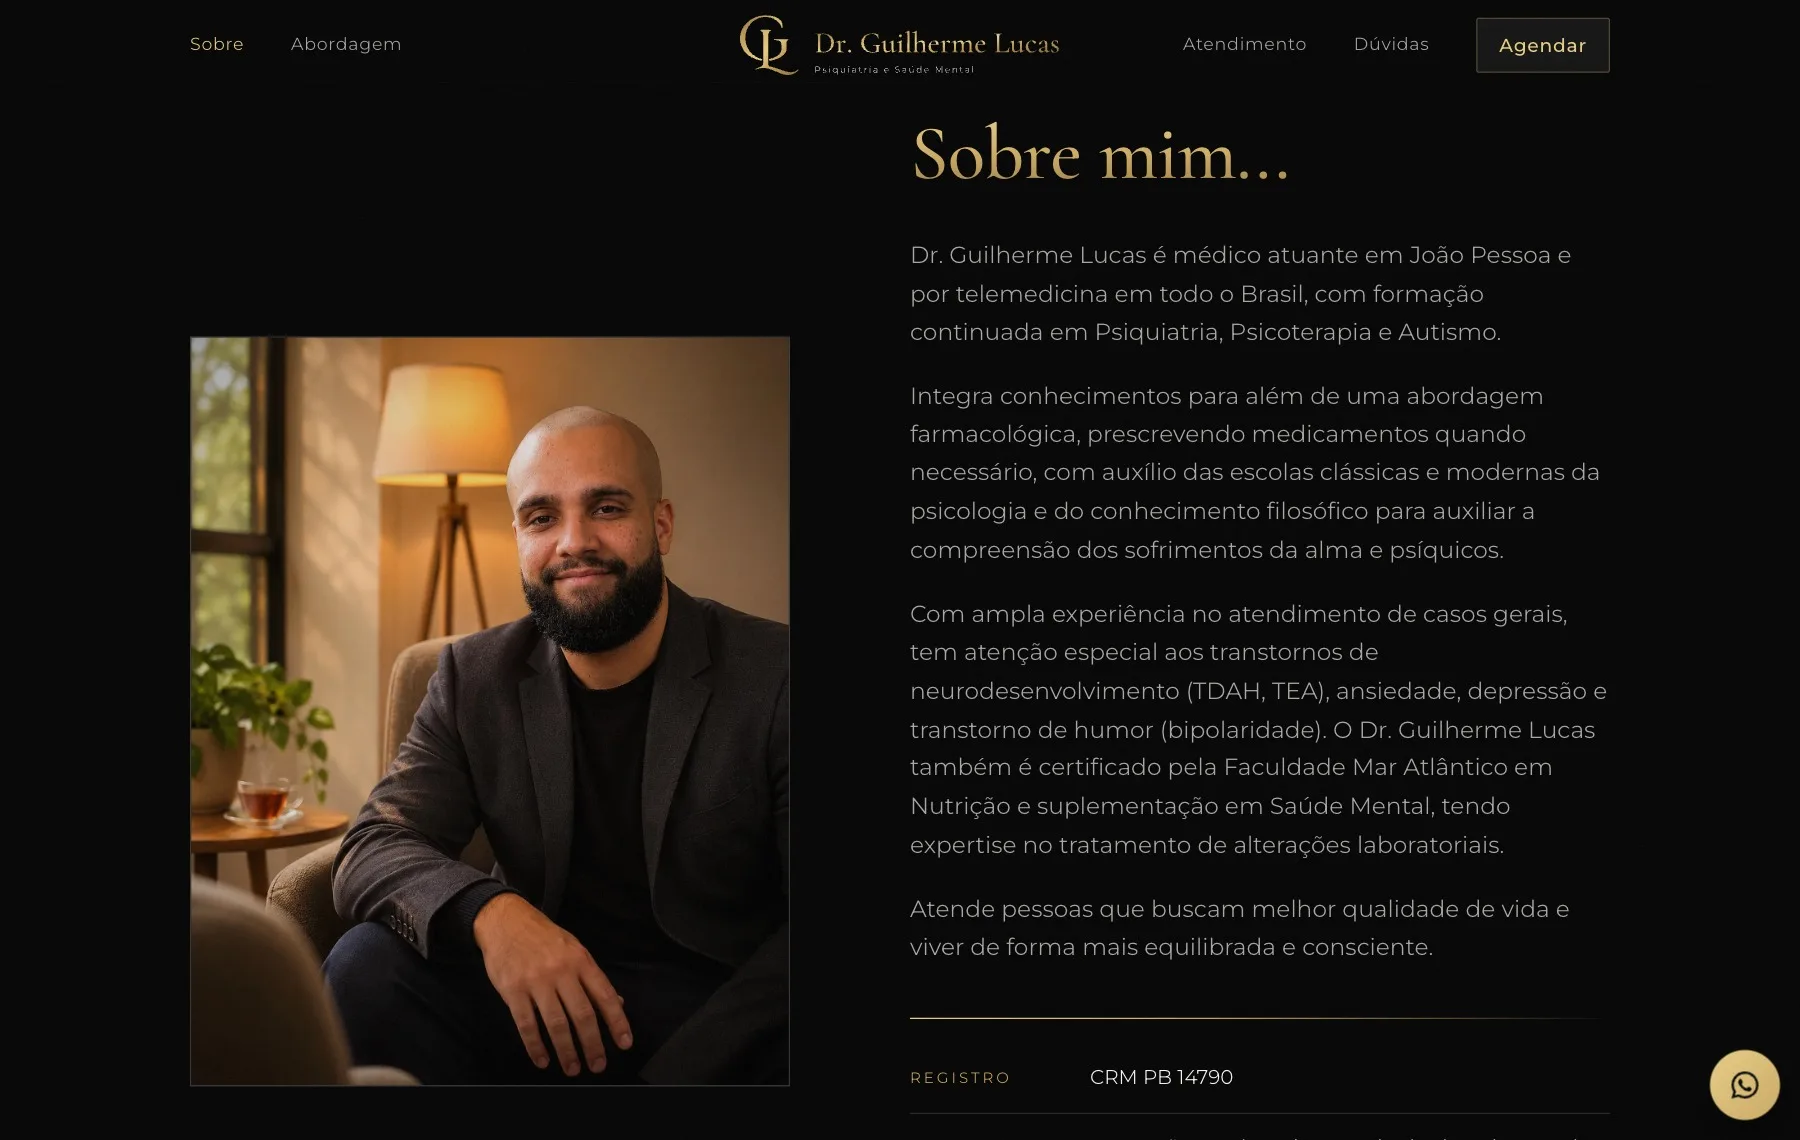 Sobre
Abordagem
GL
Dr. Guilherme Lucas
Psiquiatria e Saúde Mental
Atendimento
Dúvidas
Agendar
Sobre mim...
Dr. Guilherme Lucas é médico atuante em João Pessoa e
por telemedicina em todo o Brasil, com formação
continuada em Psiquiatria, Psicoterapia e Autismo.
Integra conhecimentos para além de uma abordagem
farmacológica, prescrevendo medicamentos quando
necessário, com auxílio das escolas clássicas e modernas da
psicologia e do conhecimento filosófico para auxiliar a
compreensão dos sofrimentos da alma e psíquicos.
Com ampla experiência no atendimento de casos gerais,
tem atenção especial aos transtornos de
neurodesenvolvimento (TDAH, TEA), ansiedade, depressão e
transtorno de humor (bipolaridade). O Dr. Guilherme Lucas
também é certificado pela Faculdade Mar Atlântico em
Nutrição e suplementação em Saúde Mental, tendo
expertise no tratamento de alterações laboratoriais.
Atende pessoas que buscam melhor qualidade de vida e
viver de forma mais equilibrada e consciente.
REGISTRO
CRM PB 14790